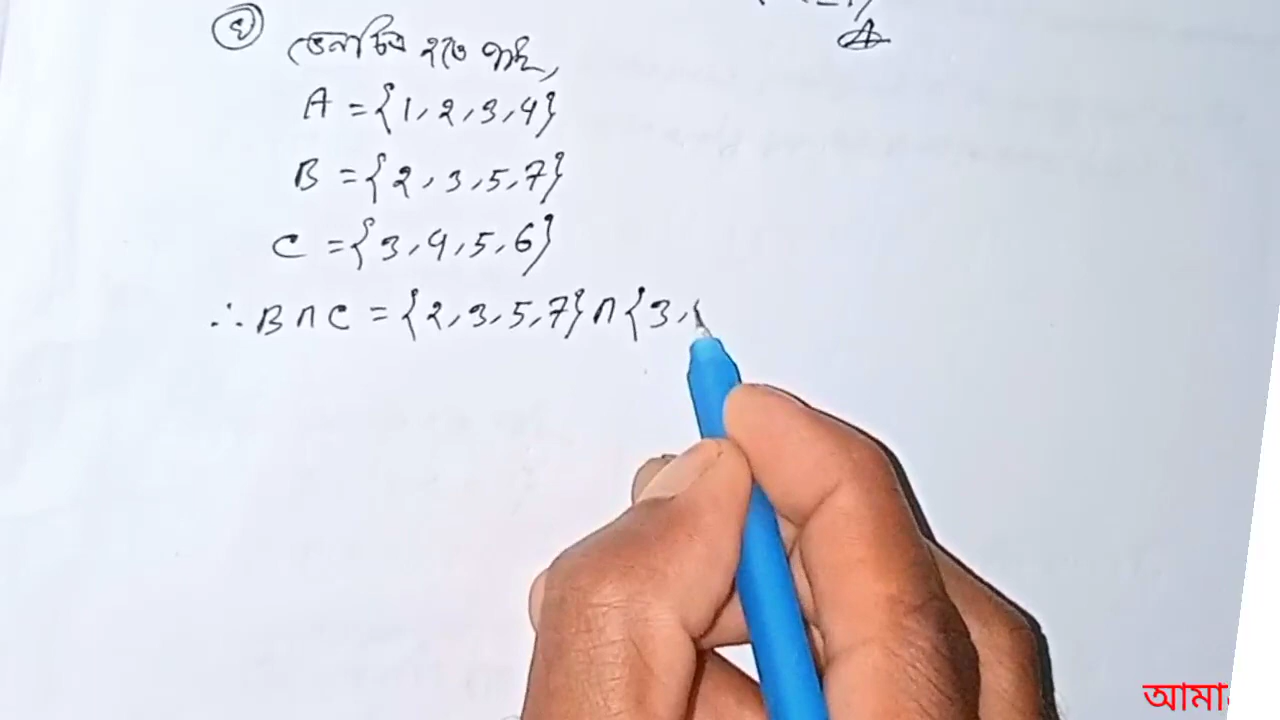 ঘ
ভেনচিত্র হতে পাই,
A = {1, 2, 3, 4}
B = {2, 3, 5, 7}
C = {3, 4, 5, 6}
∴ B ∩ C = {2, 3, 5, 7} ∩ {3,
আমা